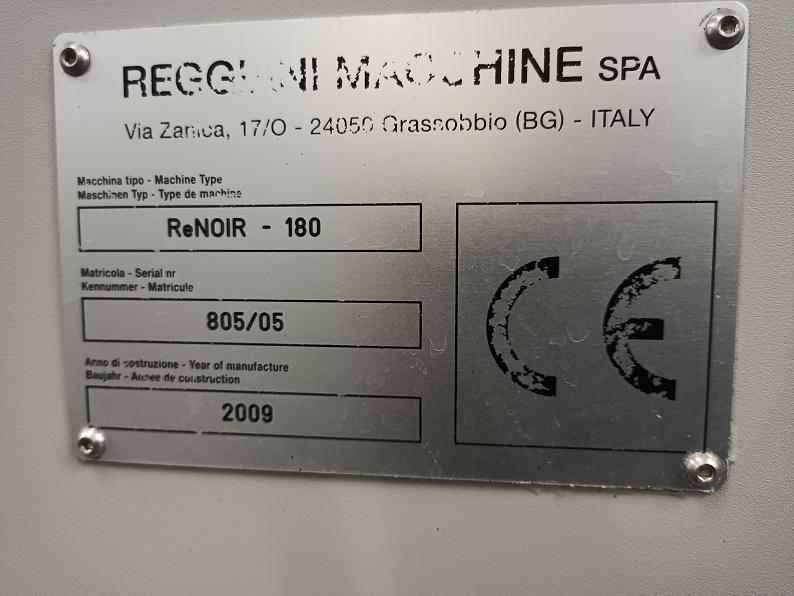 REGGIANI MACCHINE SPA
Via Zanica, 17/O - 24050 Grassobbio (BG) - ITALY
Macchina tipo - Machine Type
Maschinen Typ - Type de machine
ReNOIR - 180
Matricola - Serial nr
Kennummer - Matricule
805/05
Anno di costruzione - Year of manufacture
Baujahr - Annee de construction
2009
CE